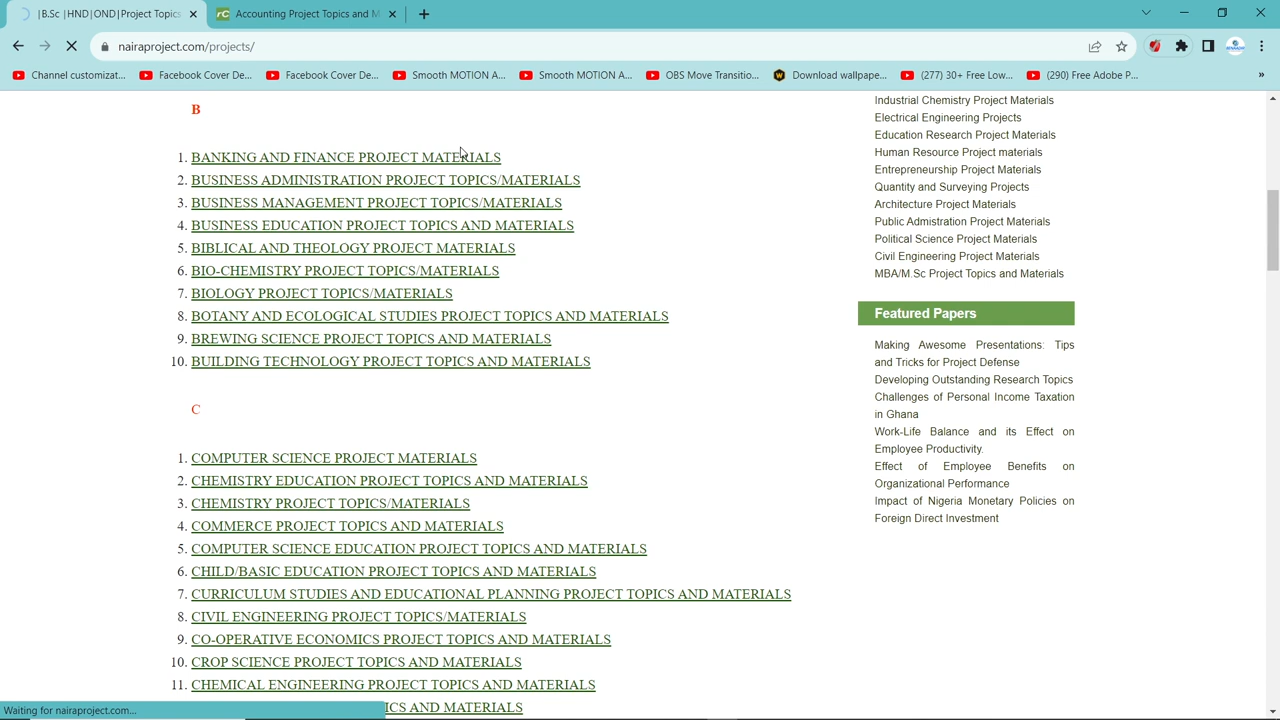 |B.Sc |HND|OND|Project Topics
Accounting Project Topics and M
nairaproject.com/projects/
Channel customizat...
Facebook Cover De...
Facebook Cover De...
Smooth MOTION A...
Smooth MOTION A...
OBS Move Transitio...
Download wallpape...
(277) 30+ Free Low...
(290) Free Adobe P...
»
B
1. BANKING AND FINANCE PROJECT MATERIALS
2. BUSINESS ADMINISTRATION PROJECT TOPICS/MATERIALS
3. BUSINESS MANAGEMENT PROJECT TOPICS/MATERIALS
4. BUSINESS EDUCATION PROJECT TOPICS AND MATERIALS
5. BIBLICAL AND THEOLOGY PROJECT MATERIALS
6. BIO-CHEMISTRY PROJECT TOPICS/MATERIALS
7. BIOLOGY PROJECT TOPICS/MATERIALS
8. BOTANY AND ECOLOGICAL STUDIES PROJECT TOPICS AND MATERIALS
9. BREWING SCIENCE PROJECT TOPICS AND MATERIALS
10. BUILDING TECHNOLOGY PROJECT TOPICS AND MATERIALS
C
1. COMPUTER SCIENCE PROJECT MATERIALS
2. CHEMISTRY EDUCATION PROJECT TOPICS AND MATERIALS
3. CHEMISTRY PROJECT TOPICS/MATERIALS
4. COMMERCE PROJECT TOPICS AND MATERIALS
5. COMPUTER SCIENCE EDUCATION PROJECT TOPICS AND MATERIALS
6. CHILD/BASIC EDUCATION PROJECT TOPICS AND MATERIALS
7. CURRICULUM STUDIES AND EDUCATIONAL PLANNING PROJECT TOPICS AND MATERIALS
8. CIVIL ENGINEERING PROJECT TOPICS/MATERIALS
9. CO-OPERATIVE ECONOMICS PROJECT TOPICS AND MATERIALS
10. CROP SCIENCE PROJECT TOPICS AND MATERIALS
11. CHEMICAL ENGINEERING PROJECT TOPICS AND MATERIALS
ICS AND MATERIALS
Waiting for nairaproject.com...
Industrial Chemistry Project Materials
Electrical Engineering Projects
Education Research Project Materials
Human Resource Project materials
Entrepreneurship Project Materials
Quantity and Surveying Projects
Architecture Project Materials
Public Admistration Project Materials
Political Science Project Materials
Civil Engineering Project Materials
MBA/M.Sc Project Topics and Materials
Featured Papers
Making Awesome Presentations: Tips
and Tricks for Project Defense
Developing Outstanding Research Topics
Challenges of Personal Income Taxation
in Ghana
Work-Life Balance and its Effect on
Employee Productivity.
Effect of Employee Benefits on
Organizational Performance
Impact of Nigeria Monetary Policies on
Foreign Direct Investment